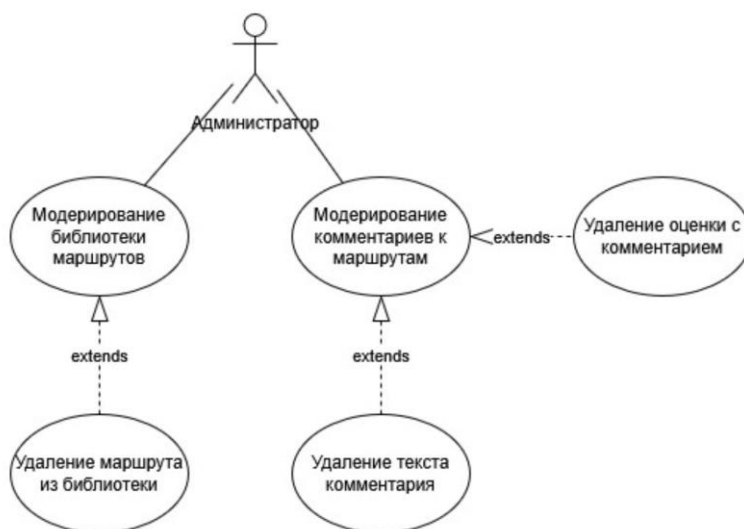 Администратор
Модерирование
библиотеки
маршрутов
Модерирование
комментариев к
маршрутам
extends
Удаление оценки с
комментарием
extends
extends
Удаление маршрута
из библиотеки
Удаление текста
комментария